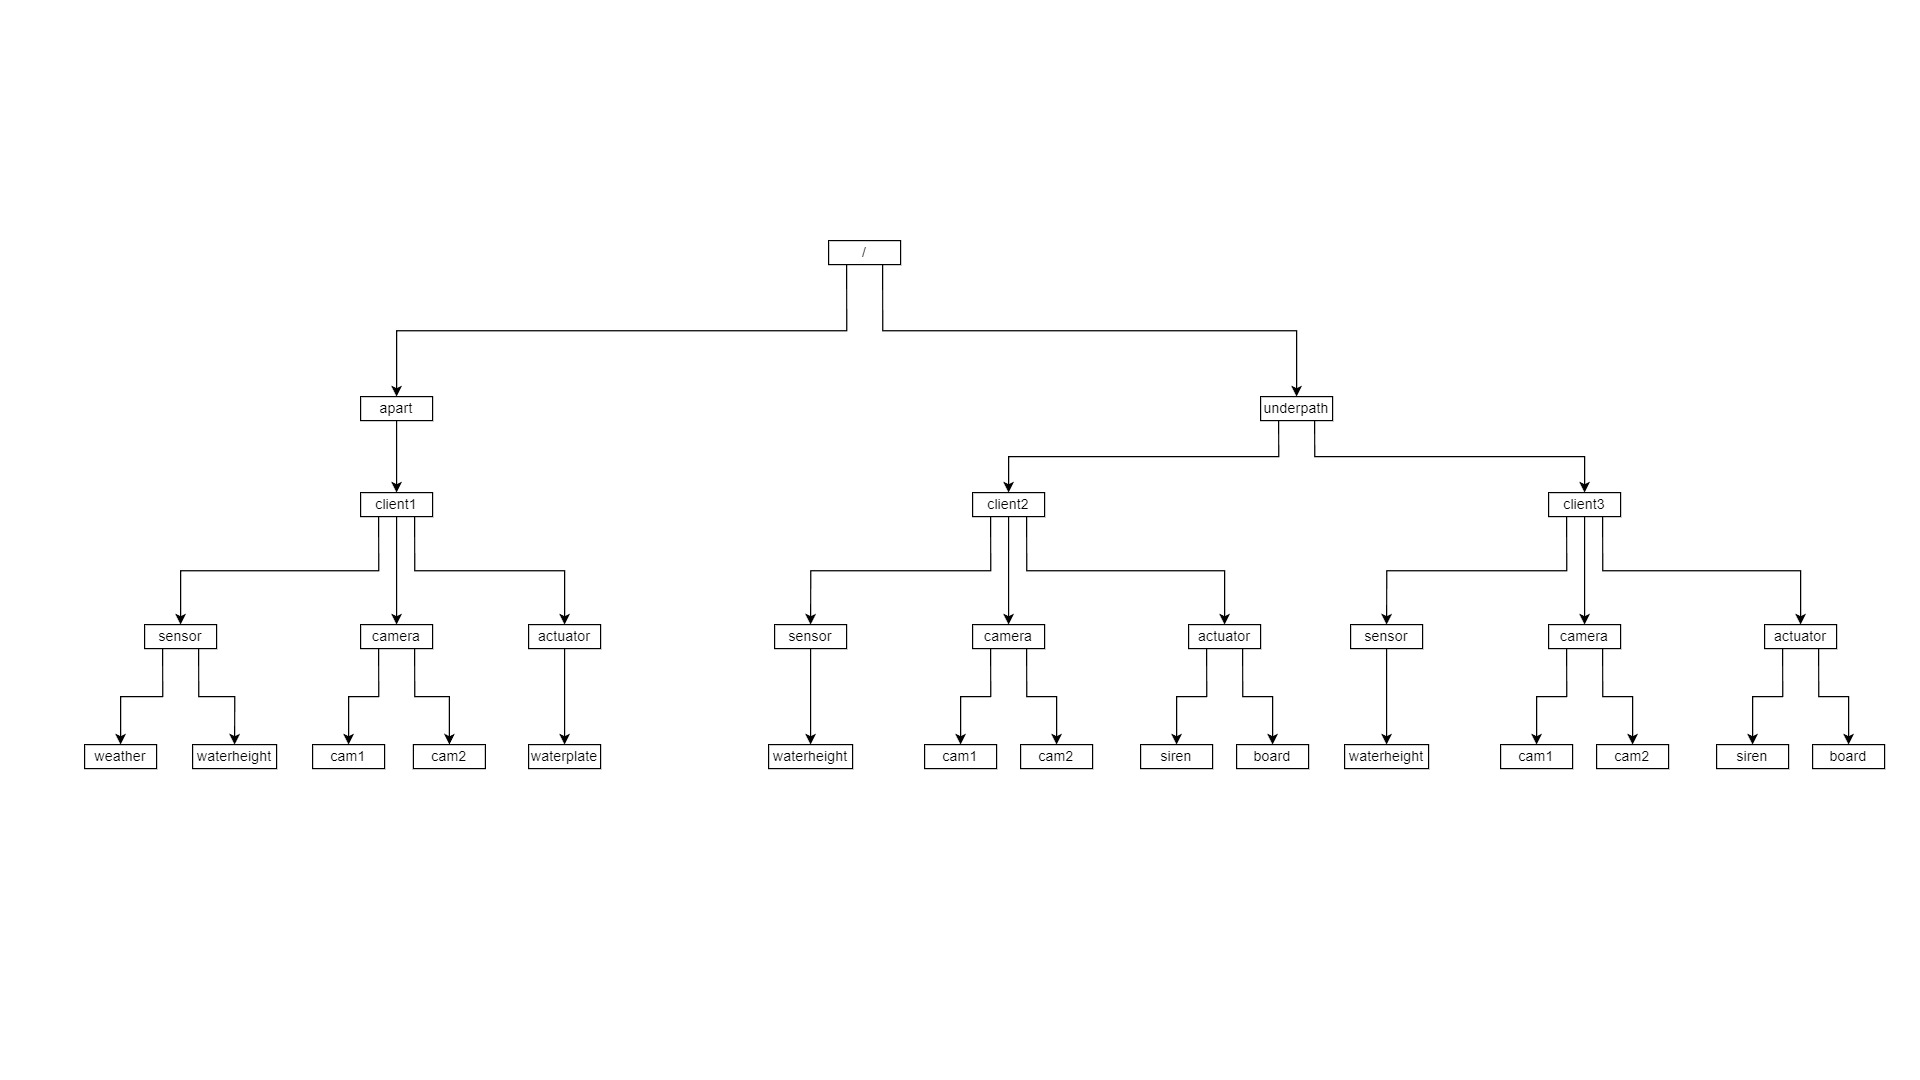 /
apart
underpath
client1
client2
client3
sensor
camera
actuator
sensor
camera
actuator
sensor
camera
actuator
weather
waterheight
cam1
cam2
waterplate
waterheight
cam1
cam2
siren
board
waterheight
cam1
cam2
siren
board